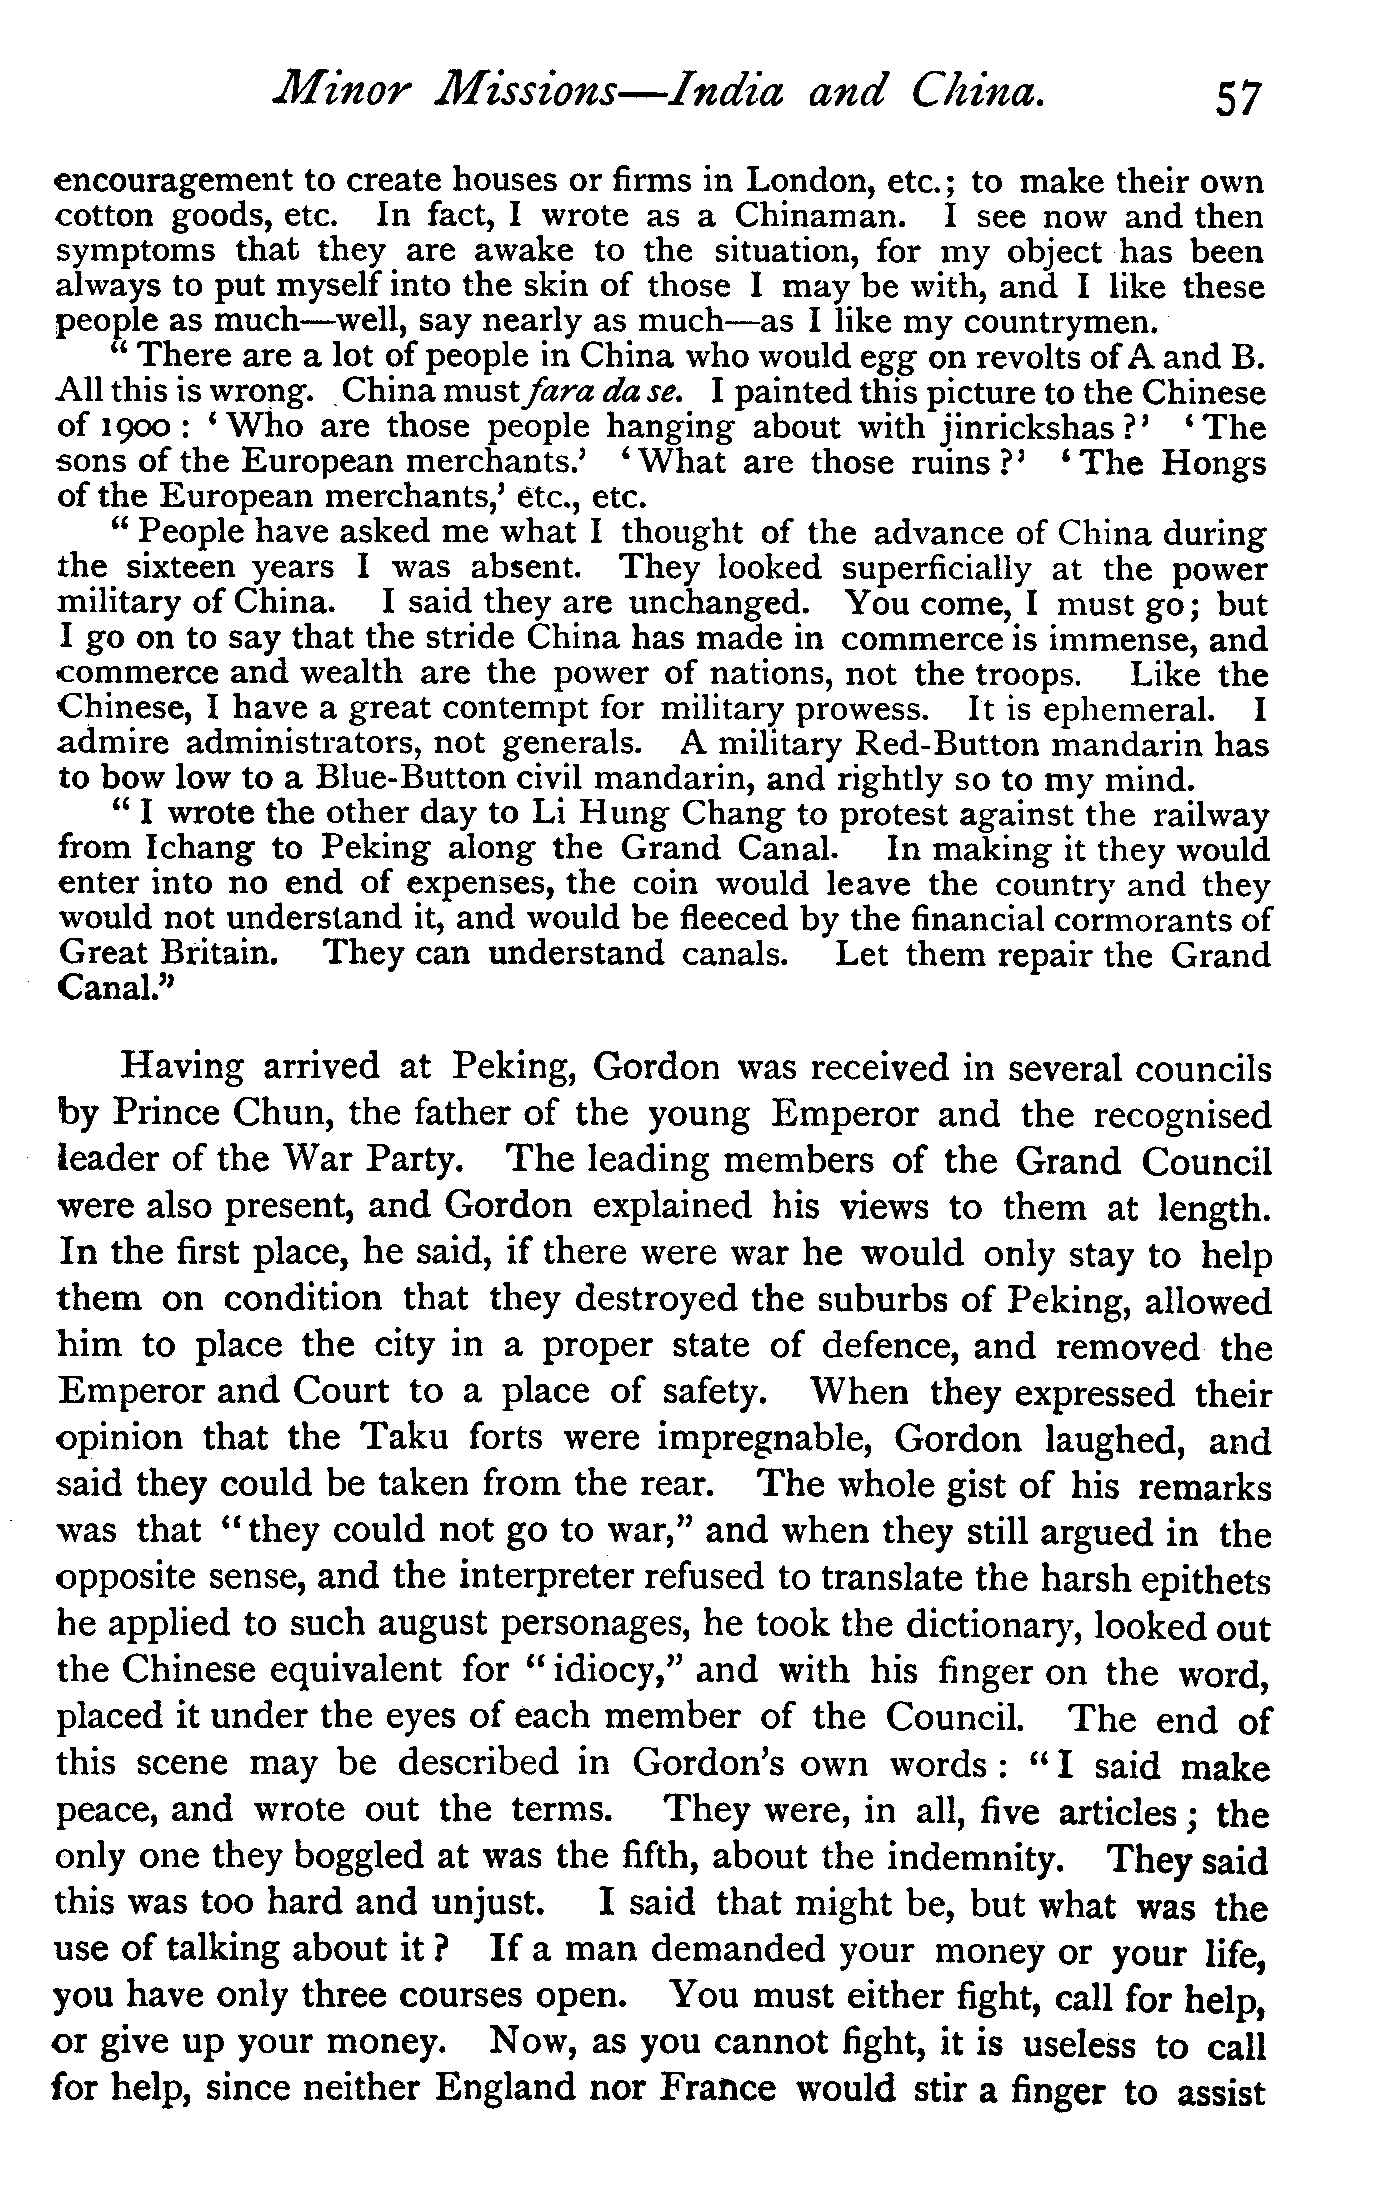 Minor Missions—India and China. 57
encouragement to create houses or firms in London, etc.; to make their own
cotton goods, etc. In fact, I wrote as a Chinaman. I see now and then
symptoms that they are awake to the situation, for my object has been
always to put myself into the skin of those I may be with, and I like these
people as much—well, say nearly as much—as I like my countrymen.
“There are a lot of people in China who would egg on revolts of A and B.
All this is wrong. China must fara da se. I painted this picture to the Chinese
of 1900: ‘Who are those people hanging about with jinrickshas?’ ‘The
sons of the European merchants.’ ‘What are those ruins?’ ‘The Hongs
of the European merchants,’ etc., etc.
“People have asked me what I thought of the advance of China during
the sixteen years I was absent. They looked superficially at the power
military of China. I said they are unchanged. You come, I must go; but
I go on to say that the stride China has made in commerce is immense, and
commerce and wealth are the power of nations, not the troops. Like the
Chinese, I have a great contempt for military prowess. It is ephemeral. I
admire administrators, not generals. A military Red-Button mandarin has
to bow low to a Blue-Button civil mandarin, and rightly so to my mind.
“I wrote the other day to Li Hung Chang to protest against the railway
from Ichang to Peking along the Grand Canal. In making it they would
enter into no end of expenses, the coin would leave the country and they
would not understand it, and would be fleeced by the financial cormorants of
Great Britain. They can understand canals. Let them repair the Grand
Canal.”
Having arrived at Peking, Gordon was received in several councils
by Prince Chun, the father of the young Emperor and the recognised
leader of the War Party. The leading members of the Grand Council
were also present, and Gordon explained his views to them at length.
In the first place, he said, if there were war he would only stay to help
them on condition that they destroyed the suburbs of Peking, allowed
him to place the city in a proper state of defence, and removed the
Emperor and Court to a place of safety. When they expressed their
opinion that the Taku forts were impregnable, Gordon laughed, and
said they could be taken from the rear. The whole gist of his remarks
was that “they could not go to war,” and when they still argued in the
opposite sense, and the interpreter refused to translate the harsh epithets
he applied to such august personages, he took the dictionary, looked out
the Chinese equivalent for “idiocy,” and with his finger on the word,
placed it under the eyes of each member of the Council. The end of
this scene may be described in Gordon’s own words: “I said make
peace, and wrote out the terms. They were, in all, five articles; the
only one they boggled at was the fifth, about the indemnity. They said
this was too hard and unjust. I said that might be, but what was the
use of talking about it? If a man demanded your money or your life,
you have only three courses open. You must either fight, call for help,
or give up your money. Now, as you cannot fight, it is useless to call
for help, since neither England nor France would stir a finger to assist